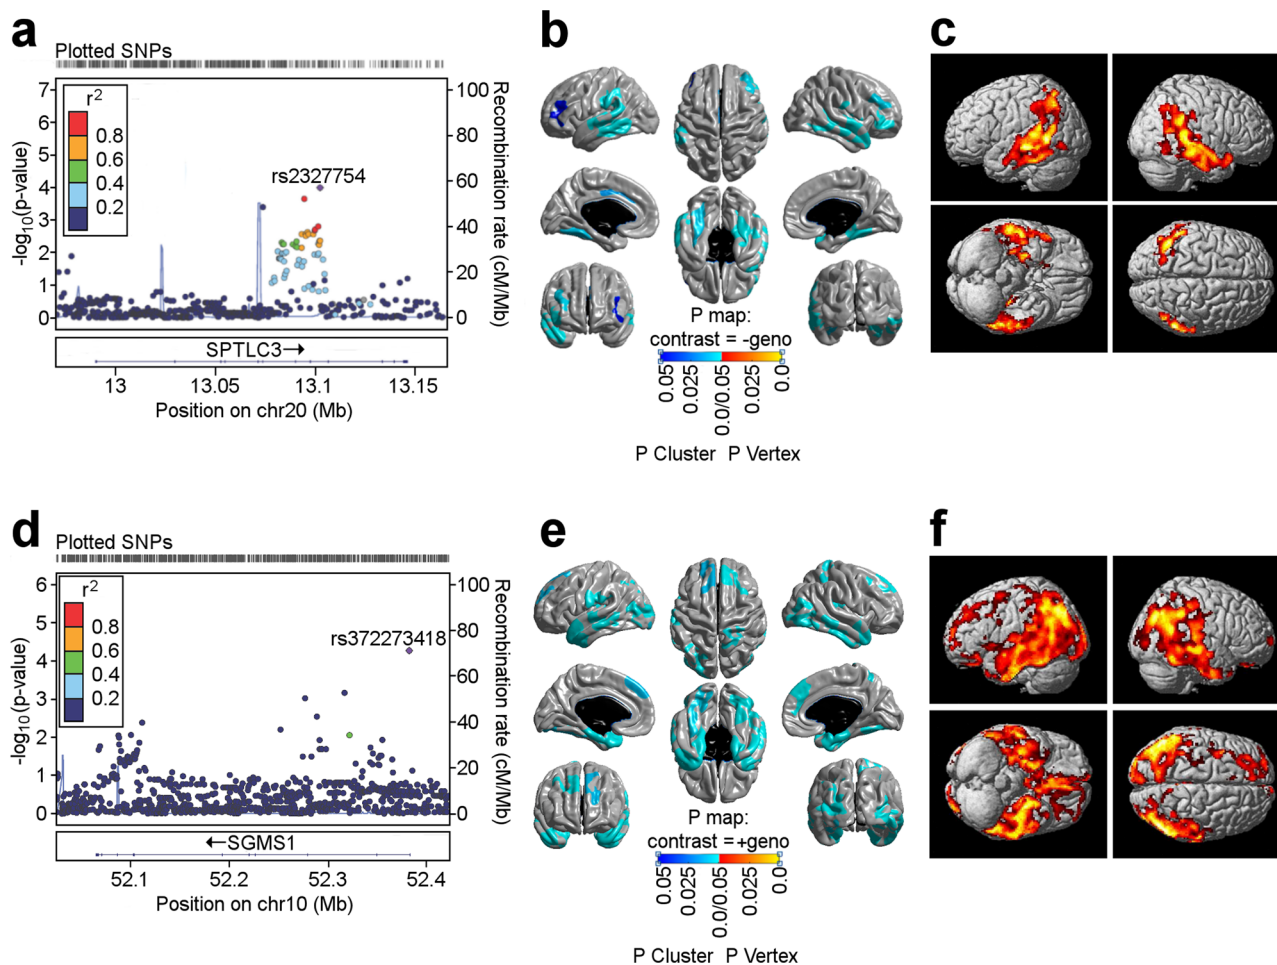 a
Plotted SNPs
r2
0.8
0.6
0.4
0.2
7
6
5
4
3
2
1
0
-log10(p-value)
rs2327754
100
80
60
40
20
0
Recombination rate (cM/Mb)
SPTLC3→
13
13.05
13.1
13.15
Position on chr20 (Mb)
b
P map:
contrast = -geno
0.05
0.025
0.0/0.05
0.025
0.0
P Cluster P Vertex
c
d
Plotted SNPs
r2
0.8
0.6
0.4
0.2
6
5
4
3
2
1
0
-log10(p-value)
rs372273418
100
80
60
40
20
0
Recombination rate (cM/Mb)
←SGMS1
52.1
52.2
52.3
52.4
Position on chr10 (Mb)
e
P map:
contrast = +geno
0.05
0.025
0.0/0.05
0.025
0.0
P Cluster P Vertex
f